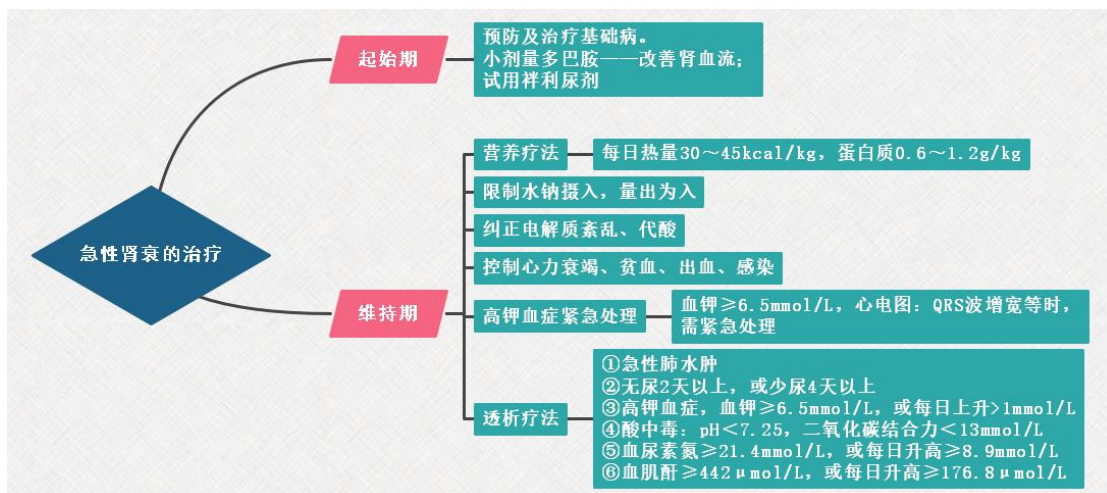 急性肾衰的治疗
起始期
预防及治疗基础病。
小剂量多巴胺——改善肾血流；
试用袢利尿剂
维持期
营养疗法
每日热量30～45kcal/kg，蛋白质0.6～1.2g/kg
限制水钠摄入，量出为入
纠正电解质紊乱、代酸
控制心力衰竭、贫血、出血、感染
高钾血症紧急处理
血钾≥6.5mmol/L，心电图：QRS波增宽等时，
需紧急处理
透析疗法
①急性肺水肿
②无尿2天以上，或少尿4天以上
③高钾血症，血钾≥6.5mmol/L，或每日上升>1mmol/L
④酸中毒：pH＜7.25，二氧化碳结合力＜13mmol/L
⑤血尿素氮≥21.4mmol/L，或每日升高≥8.9mmol/L
⑥血肌酐≥442μmol/L，或每日升高≥176.8μmol/L